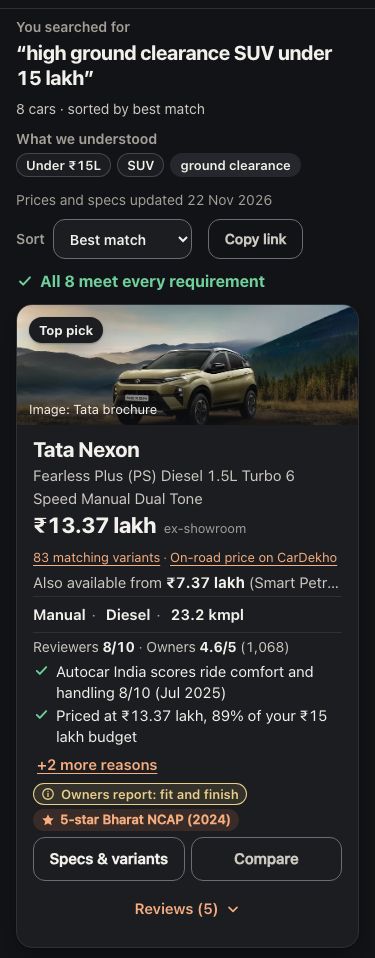 You searched for
“high ground clearance SUV under
15 lakh”
8 cars · sorted by best match
What we understood
Under ₹15L SUV ground clearance
Prices and specs updated 22 Nov 2026
Sort Best match Copy link
All 8 meet every requirement
Top pick
Image: Tata brochure
Tata Nexon
Fearless Plus (PS) Diesel 1.5L Turbo 6
Speed Manual Dual Tone
₹13.37 lakh ex-showroom
83 matching variants · On-road price on CarDekho
Also available from ₹7.37 lakh (Smart Petr...
Manual · Diesel · 23.2 kmpl
Reviewers 8/10 · Owners 4.6/5 (1,068)
Autocar India scores ride comfort and
handling 8/10 (Jul 2025)
Priced at ₹13.37 lakh, 89% of your ₹15
lakh budget
+2 more reasons
Owners report: fit and finish
5-star Bharat NCAP (2024)
Specs & variants Compare
Reviews (5)